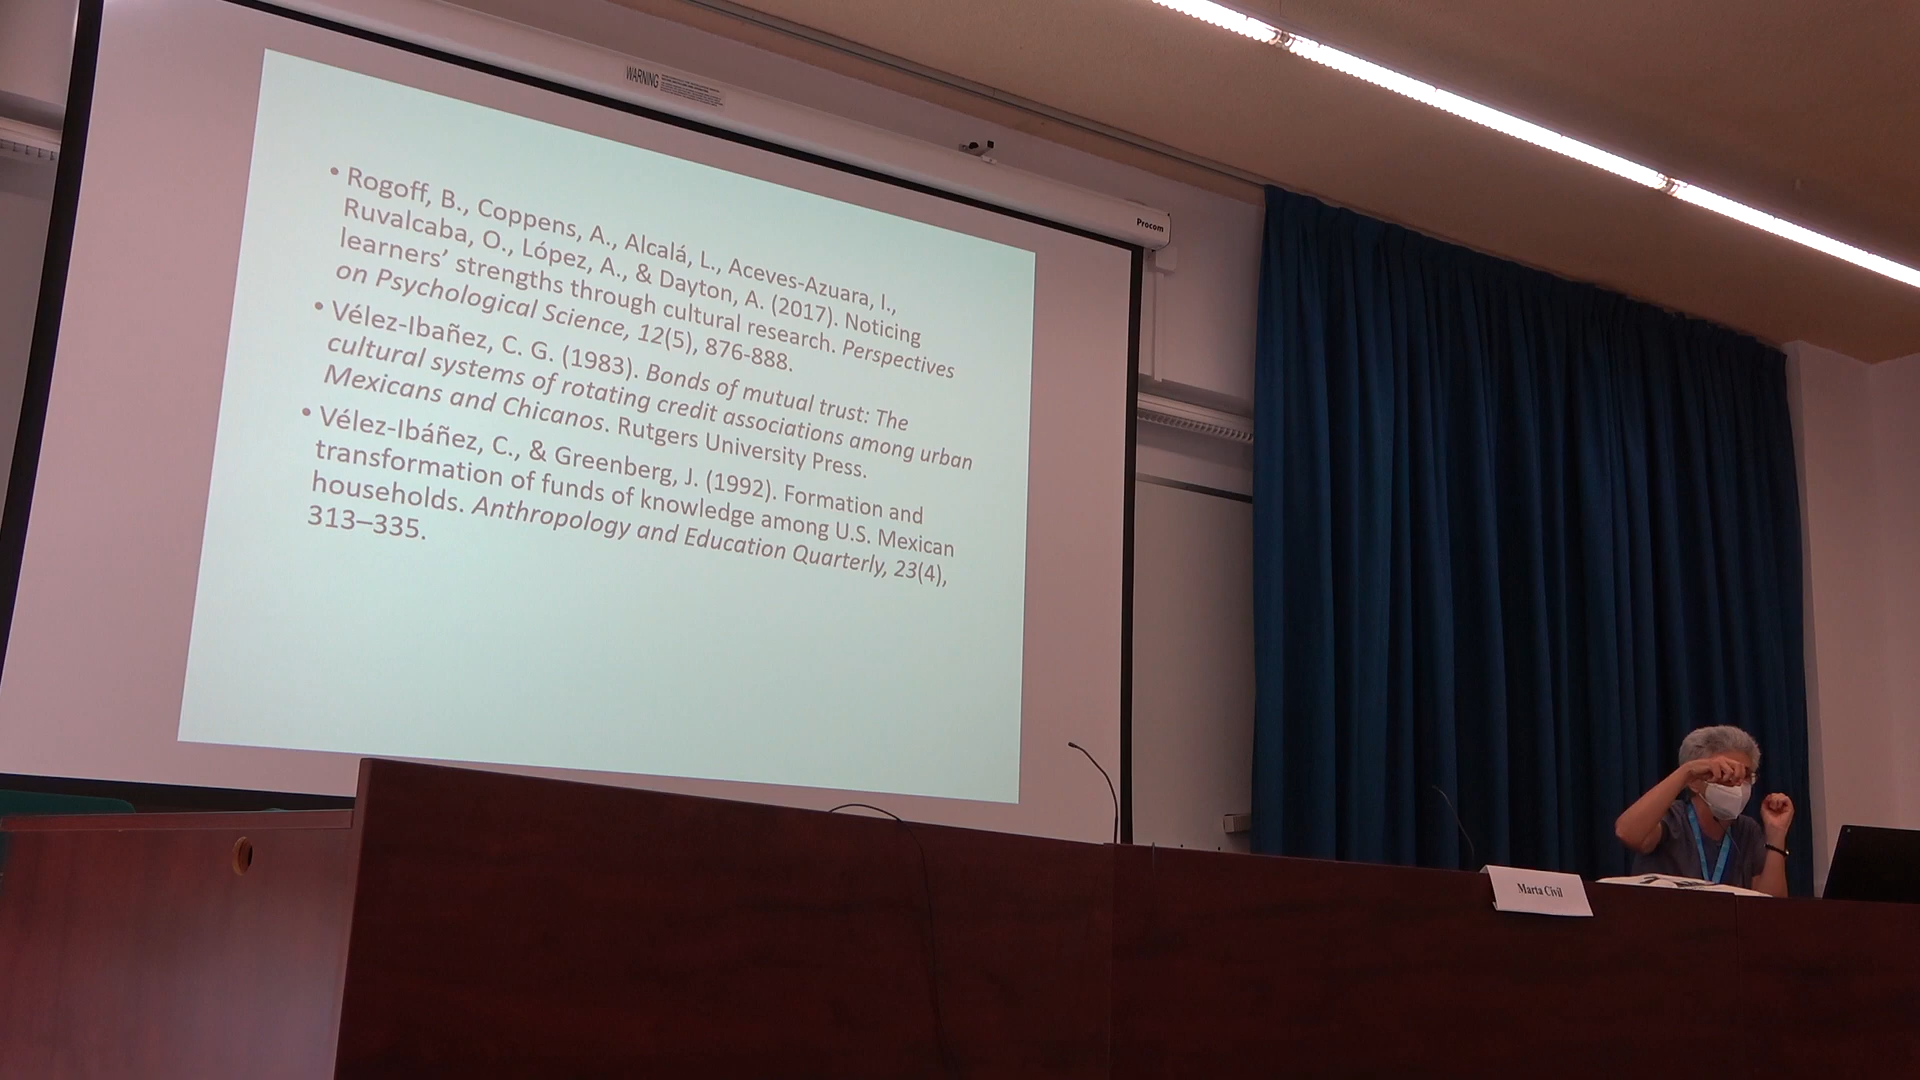 WARNING
Procom
• Rogoff, B., Coppens, A., Alcalá, L., Aceves-Azuara, I.,
Ruvalcaba, O., López, A., & Dayton, A. (2017). Noticing
learners’ strengths through cultural research. Perspectives
on Psychological Science, 12(5), 876-888.
• Vélez-Ibañez, C. G. (1983). Bonds of mutual trust: The
cultural systems of rotating credit associations among urban
Mexicans and Chicanos. Rutgers University Press.
• Vélez-Ibáñez, C., & Greenberg, J. (1992). Formation and
transformation of funds of knowledge among U.S. Mexican
households. Anthropology and Education Quarterly, 23(4),
313–335.
Marta Civil